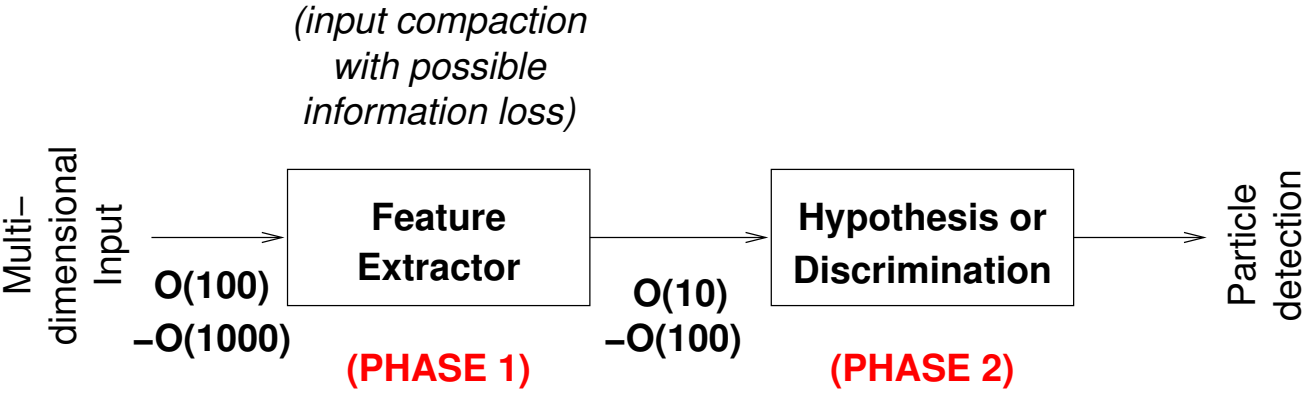 (input compaction
with possible
information loss)
Multi–
dimensional
Input
O(100)
–O(1000)
Feature
Extractor
(PHASE 1)
O(10)
–O(100)
Hypothesis or
Discrimination
(PHASE 2)
Particle
detection